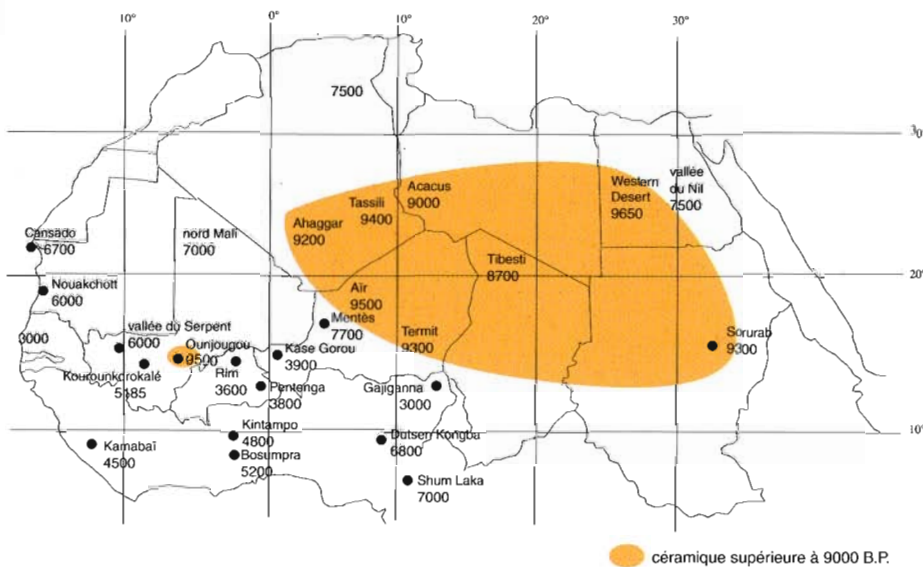 10°
0°
10°
20°
30°
7500
30
Acacus
9000
Tassili
9400
Ahaggar
9200
Western
Desert
9650
vallée
du Nil
7500
Cansado
6700
nord Mali
7000
Tibesti
8700
20°
Nouakchott
6000
Aïr
9500
Mentès
7700
3000
vallée du Serpent
6000
Ounjougou
9500
Termit
9300
Sorurab
9300
Kourounkorokalé
5185
Rim
3600
Kase Gorou
3900
Pentenga
3800
Gajiganna
3000
10°
Kamabaï
4500
Kintampo
4800
Bosumpra
5200
Dutsen Kongba
6800
Shum Laka
7000
céramique supérieure à 9000 B.P.